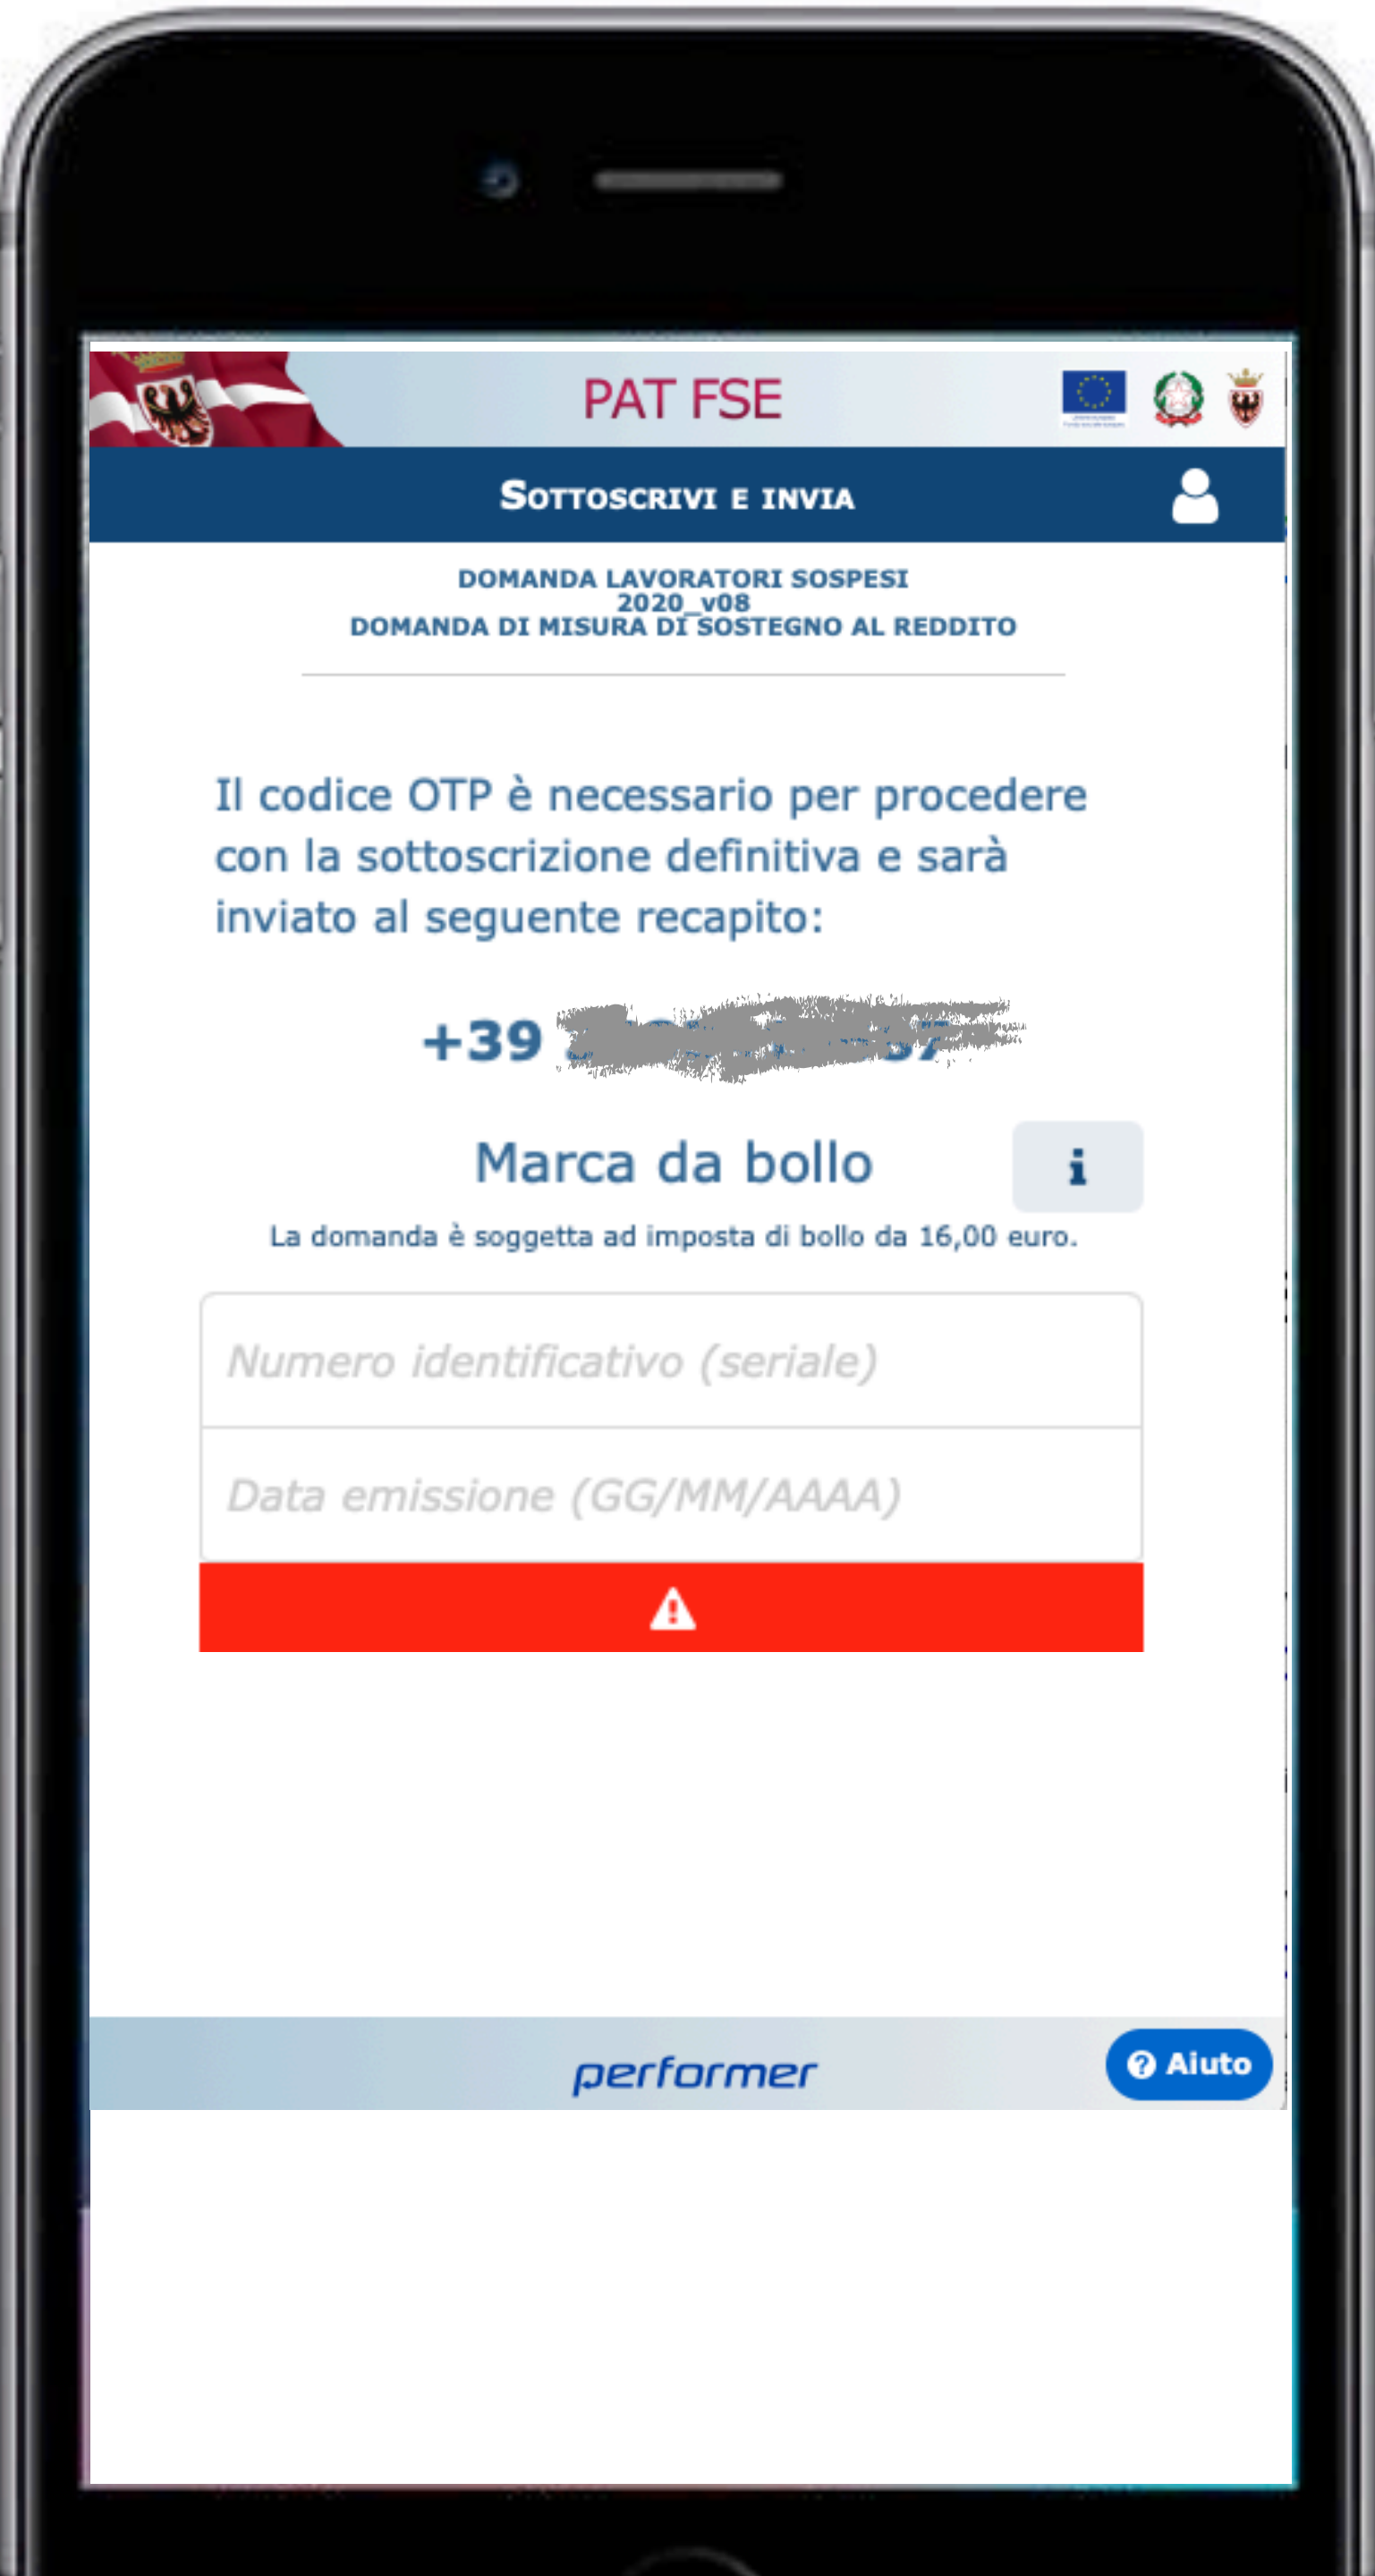 PAT FSE
SOTTOSCRIVI E INVIA
DOMANDA LAVORATORI SOSPESI
2020_v08
DOMANDA DI MISURA DI SOSTEGNO AL REDDITO
Il codice OTP è necessario per procedere
con la sottoscrizione definitiva e sarà
inviato al seguente recapito:
+39
Marca da bollo
i
La domanda è soggetta ad imposta di bollo da 16,00 euro.
Numero identificativo (seriale)
Data emissione (GG/MM/AAAA)
performer
? Aiuto